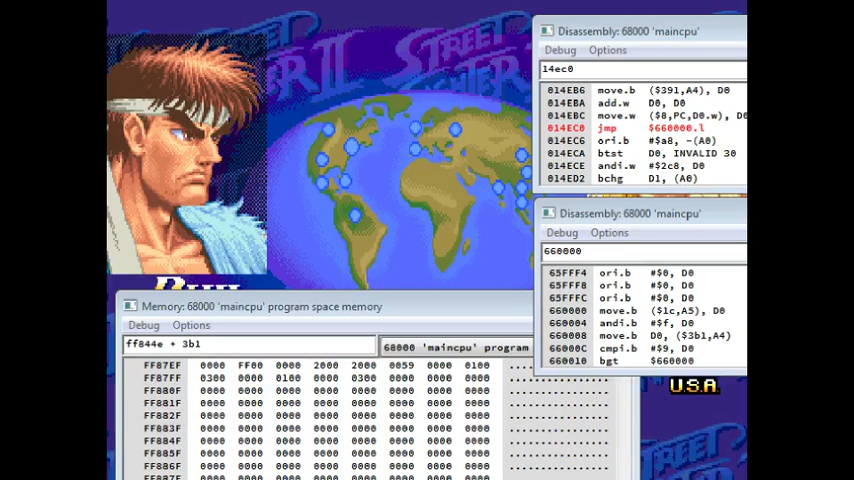 STREET
FIGHTER II
STREET
FIGHTER II
Disassembly: 68000 'maincpu'
Debug Options
14ec0
014EB6 move.b ($391,A4), D0
014EBA add.w D0, D0
014EBC move.w ($8,PC,D0.w), D0
014EC0 jmp $660000.l
014EC6 ori.b #$a8, -(A0)
014ECA btst D0, INVALID 30
014ECE andi.w #$2c8, D0
014ED2 bchg D1, (A0)
Disassembly: 68000 'maincpu'
Debug Options
660000
65FFF4 ori.b #$0, D0
65FFF8 ori.b #$0, D0
65FFFC ori.b #$0, D0
660000 move.b ($1c,A5), D0
660004 andi.b #$f, D0
660008 move.b D0, ($3b1,A4)
66000C cmpi.b #$9, D0
660010 bgt $660000
Memory: 68000 'maincpu' program space memory
Debug Options
ff844e + 3b1
68000 'maincpu' program
FF87EF 0000 FF00 0000 2000 2000 0059 0000 0100
FF87FF 0300 0000 0100 0000 0300 0000 0000 0000
FF880F 0000 0000 0000 0000 0000 0000 0000 0000
FF881F 0000 0000 0000 0000 0000 0000 0000 0000
FF882F 0000 0000 0000 0000 0000 0000 0000 0000
FF883F 0000 0000 0000 0000 0000 0000 0000 0000
FF884F 0000 0000 0000 0000 0000 0000 0000 0000
FF885F 0000 0000 0000 0000 0000 0000 0000 0000
FF886F 0000 0000 0000 0000 0000 0000 0000 0000
U.S.A